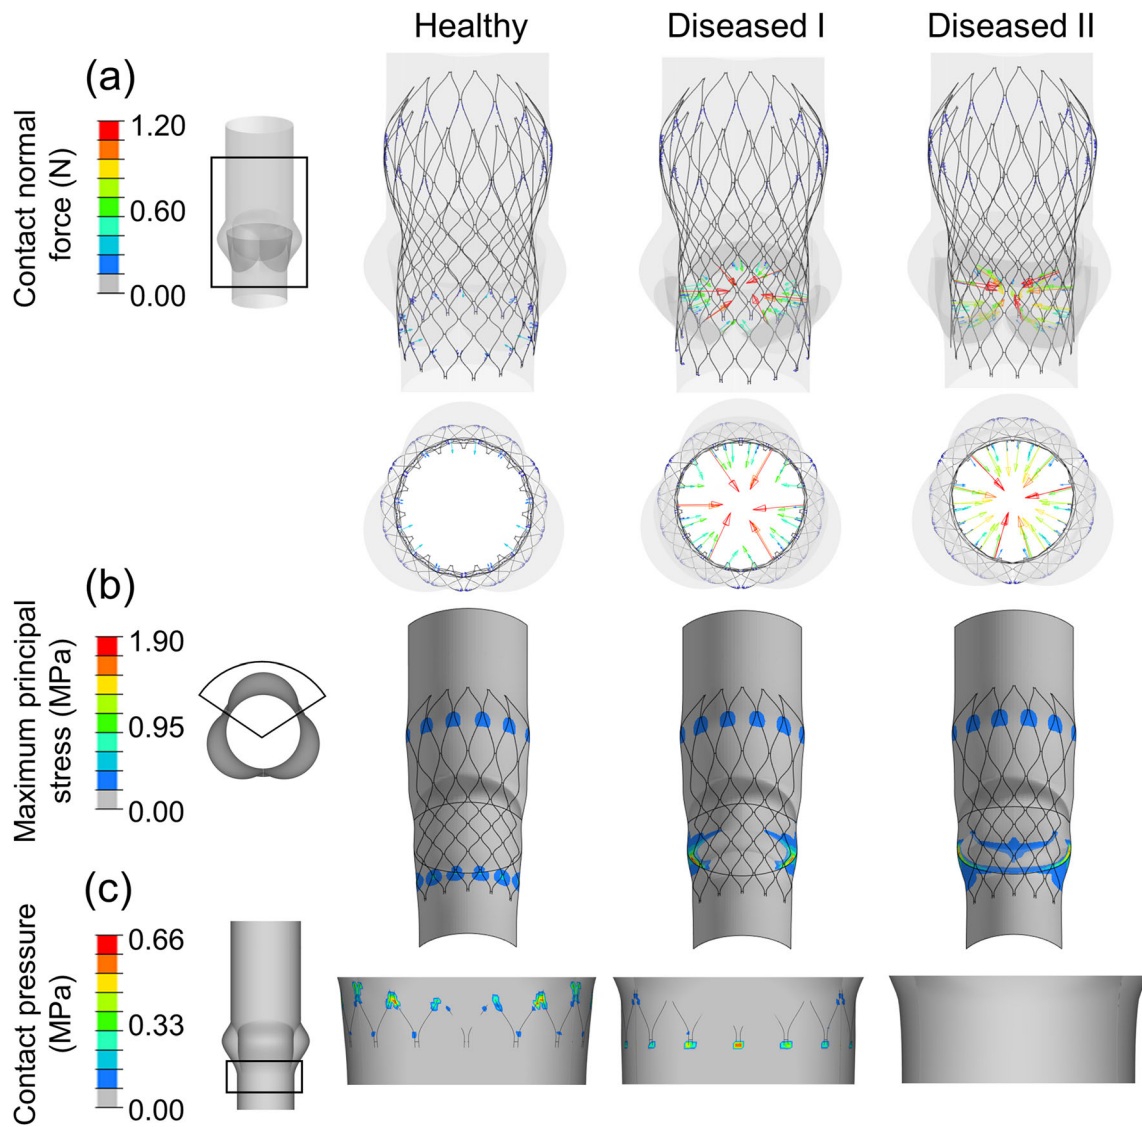 Healthy
Diseased I
Diseased II
(a)
Contact normal
force (N)
1.20
0.60
0.00
(b)
Maximum principal
stress (MPa)
1.90
0.95
0.00
(c)
Contact pressure
(MPa)
0.66
0.33
0.00